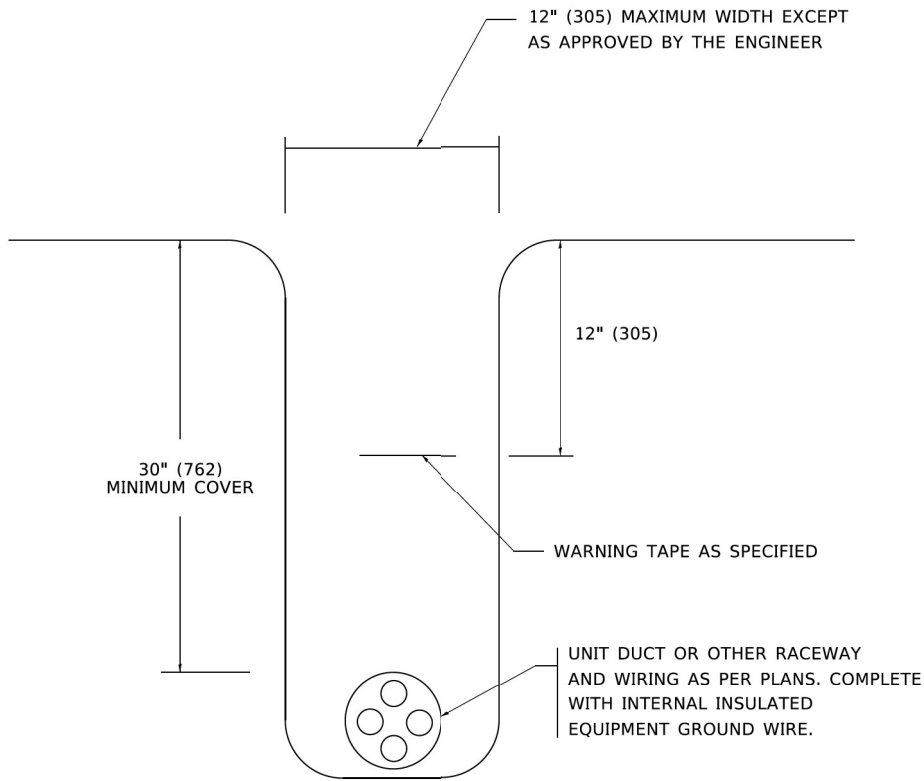 12" (305) MAXIMUM WIDTH EXCEPT
AS APPROVED BY THE ENGINEER
12" (305)
30" (762)
MINIMUM COVER
WARNING TAPE AS SPECIFIED
UNIT DUCT OR OTHER RACEWAY
AND WIRING AS PER PLANS. COMPLETE
WITH INTERNAL INSULATED
EQUIPMENT GROUND WIRE.